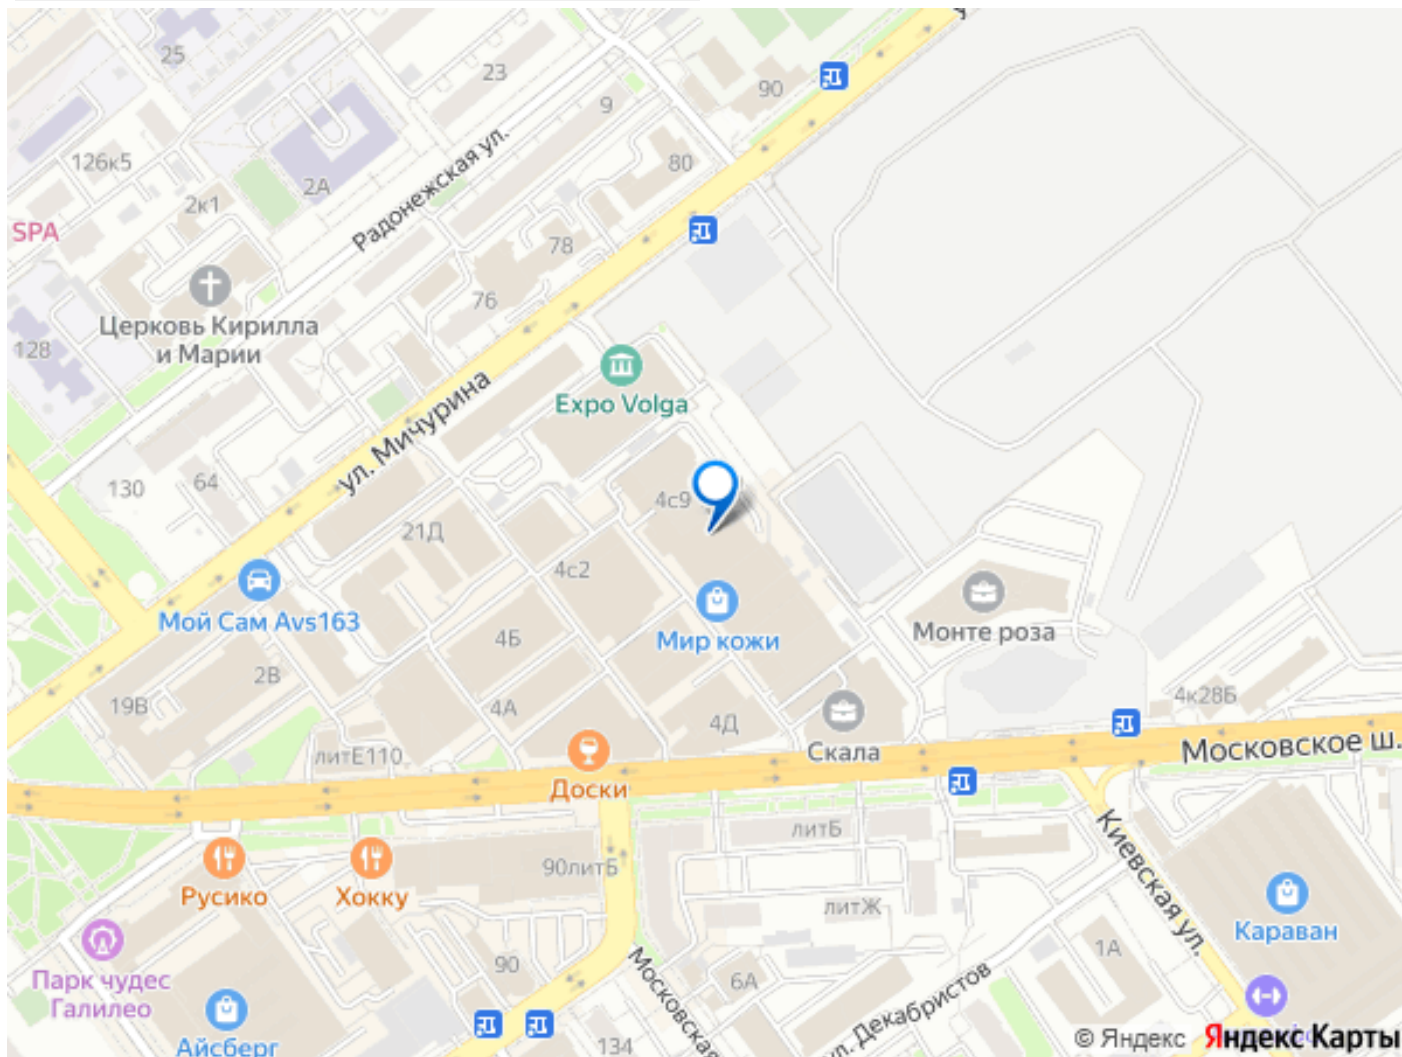 25
23
90
9
126к5
2А
80
Радонежская ул.
2к1
SPA
78
76
Церковь Кирилла
и Марии
128
Expo Volga
ул. Мичурина
130
64
4с9
21Д
4с2
Мой Сам Avs163
4Б
Мир кожи
Монте роза
2В
19В
4А
4Д
4к28Б
Скала
Московское ш.
литЕ110
Доски
литБ
Киевская ул.
90литБ
Русико
Хокку
литЖ
Караван
1А
90
6А
Парк чудес
Галилео
Московская
ул. Декабристов
Айсберг
134
© Яндекс
Яндекс Карты